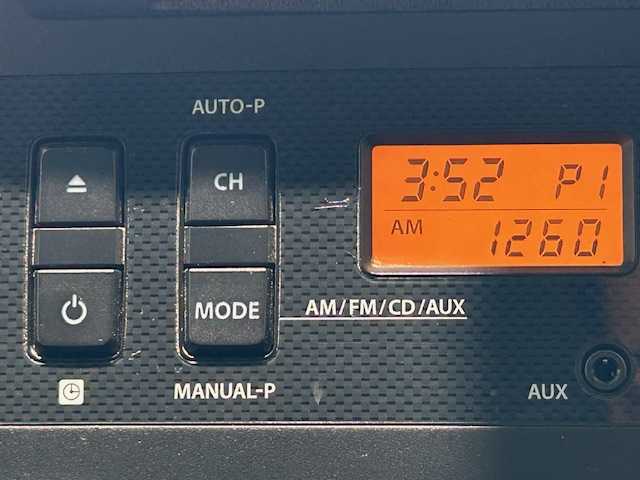 AUTO-P
CH
3:52 P1
AM 1260
MODE
AM/FM/CD/AUX
MANUAL-P
AUX